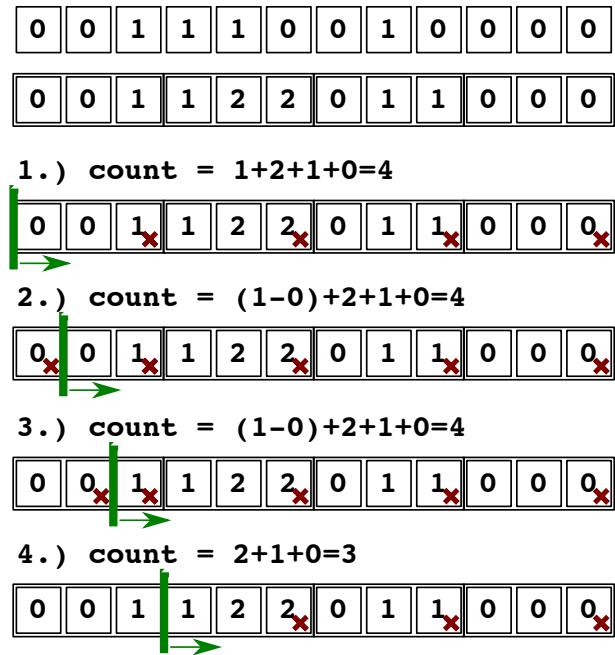 0 0 1 1 1 0 0 1 0 0 0 0
0 0 1 1 2 2 0 1 1 0 0 0
1.) count = 1+2+1+0=4
0 0 1 1 2 2 0 1 1 0 0 0
2.) count = (1-0)+2+1+0=4
0 0 1 1 2 2 0 1 1 0 0 0
3.) count = (1-0)+2+1+0=4
0 0 1 1 2 2 0 1 1 0 0 0
4.) count = 2+1+0=3
0 0 1 1 2 2 0 1 1 0 0 0